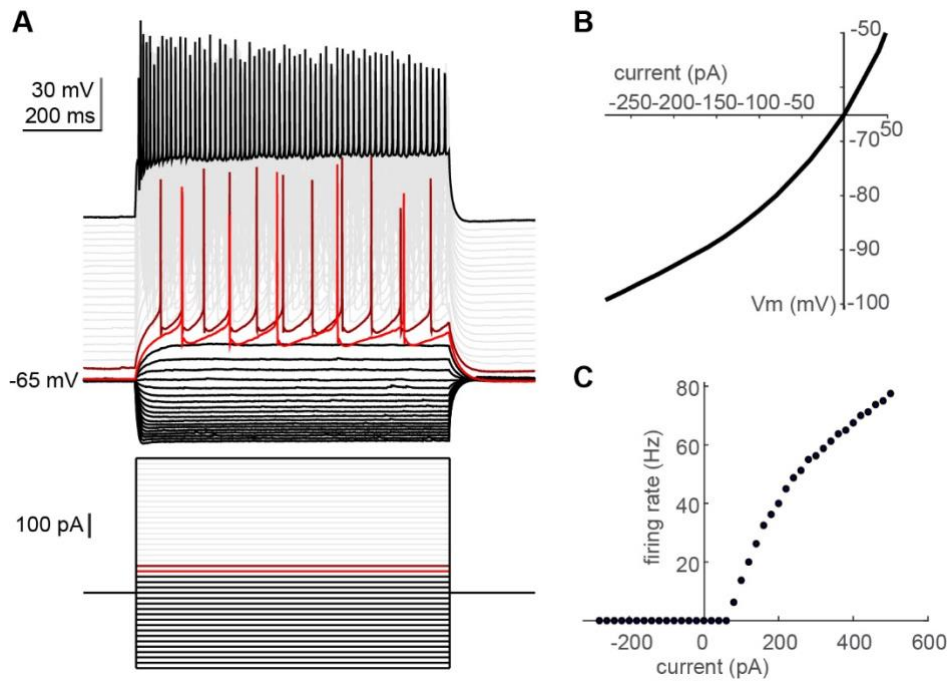 A
30 mV
200 ms
-65 mV
100 pA
B
-50
current (pA)
-250-200-150-100 -50
50
-70
-80
-90
Vm (mV)
-100
C
80
60
40
20
firing rate (Hz)
-200 0 200 400 600
current (pA)